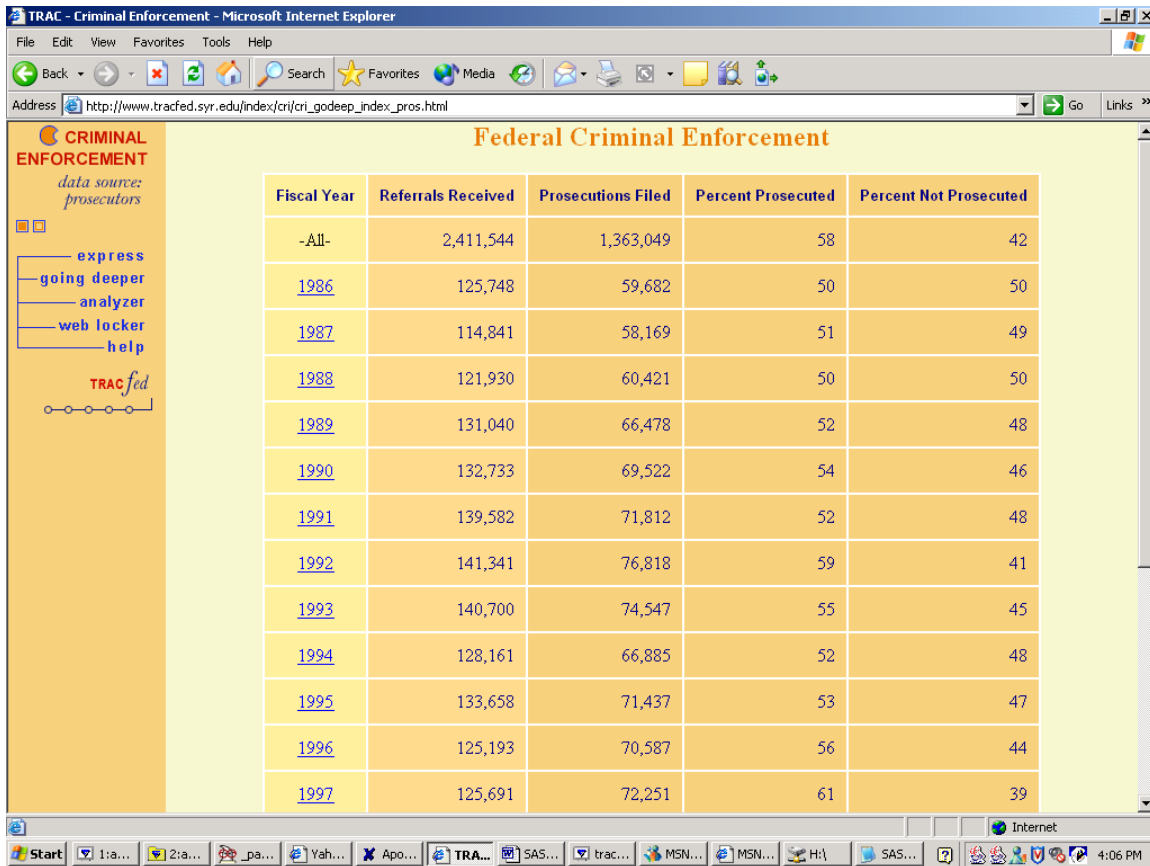 TRAC - Criminal Enforcement - Microsoft Internet Explorer
File Edit View Favorites Tools Help
Back Search Favorites Media
Address http://www.tracfed.syr.edu/index/cri/cri_godeep_index_pros.html Go Links »
CRIMINAL
ENFORCEMENT
data source:
prosecutors
express
going deeper
analyzer
web locker
help
TRAC fed
Federal Criminal Enforcement
Fiscal Year Referrals Received Prosecutions Filed Percent Prosecuted Percent Not Prosecuted
-All- 2,411,544 1,363,049 58 42
1986 125,748 59,682 50 50
1987 114,841 58,169 51 49
1988 121,930 60,421 50 50
1989 131,040 66,478 52 48
1990 132,733 69,522 54 46
1991 139,582 71,812 52 48
1992 141,341 76,818 59 41
1993 140,700 74,547 55 45
1994 128,161 66,885 52 48
1995 133,658 71,437 53 47
1996 125,193 70,587 56 44
1997 125,691 72,251 61 39
Internet
Start 1:a... 2:a... _pa... Yah... Apo... TRA... SAS... trac... MSN... MSN... H:\ SAS... 4:06 PM